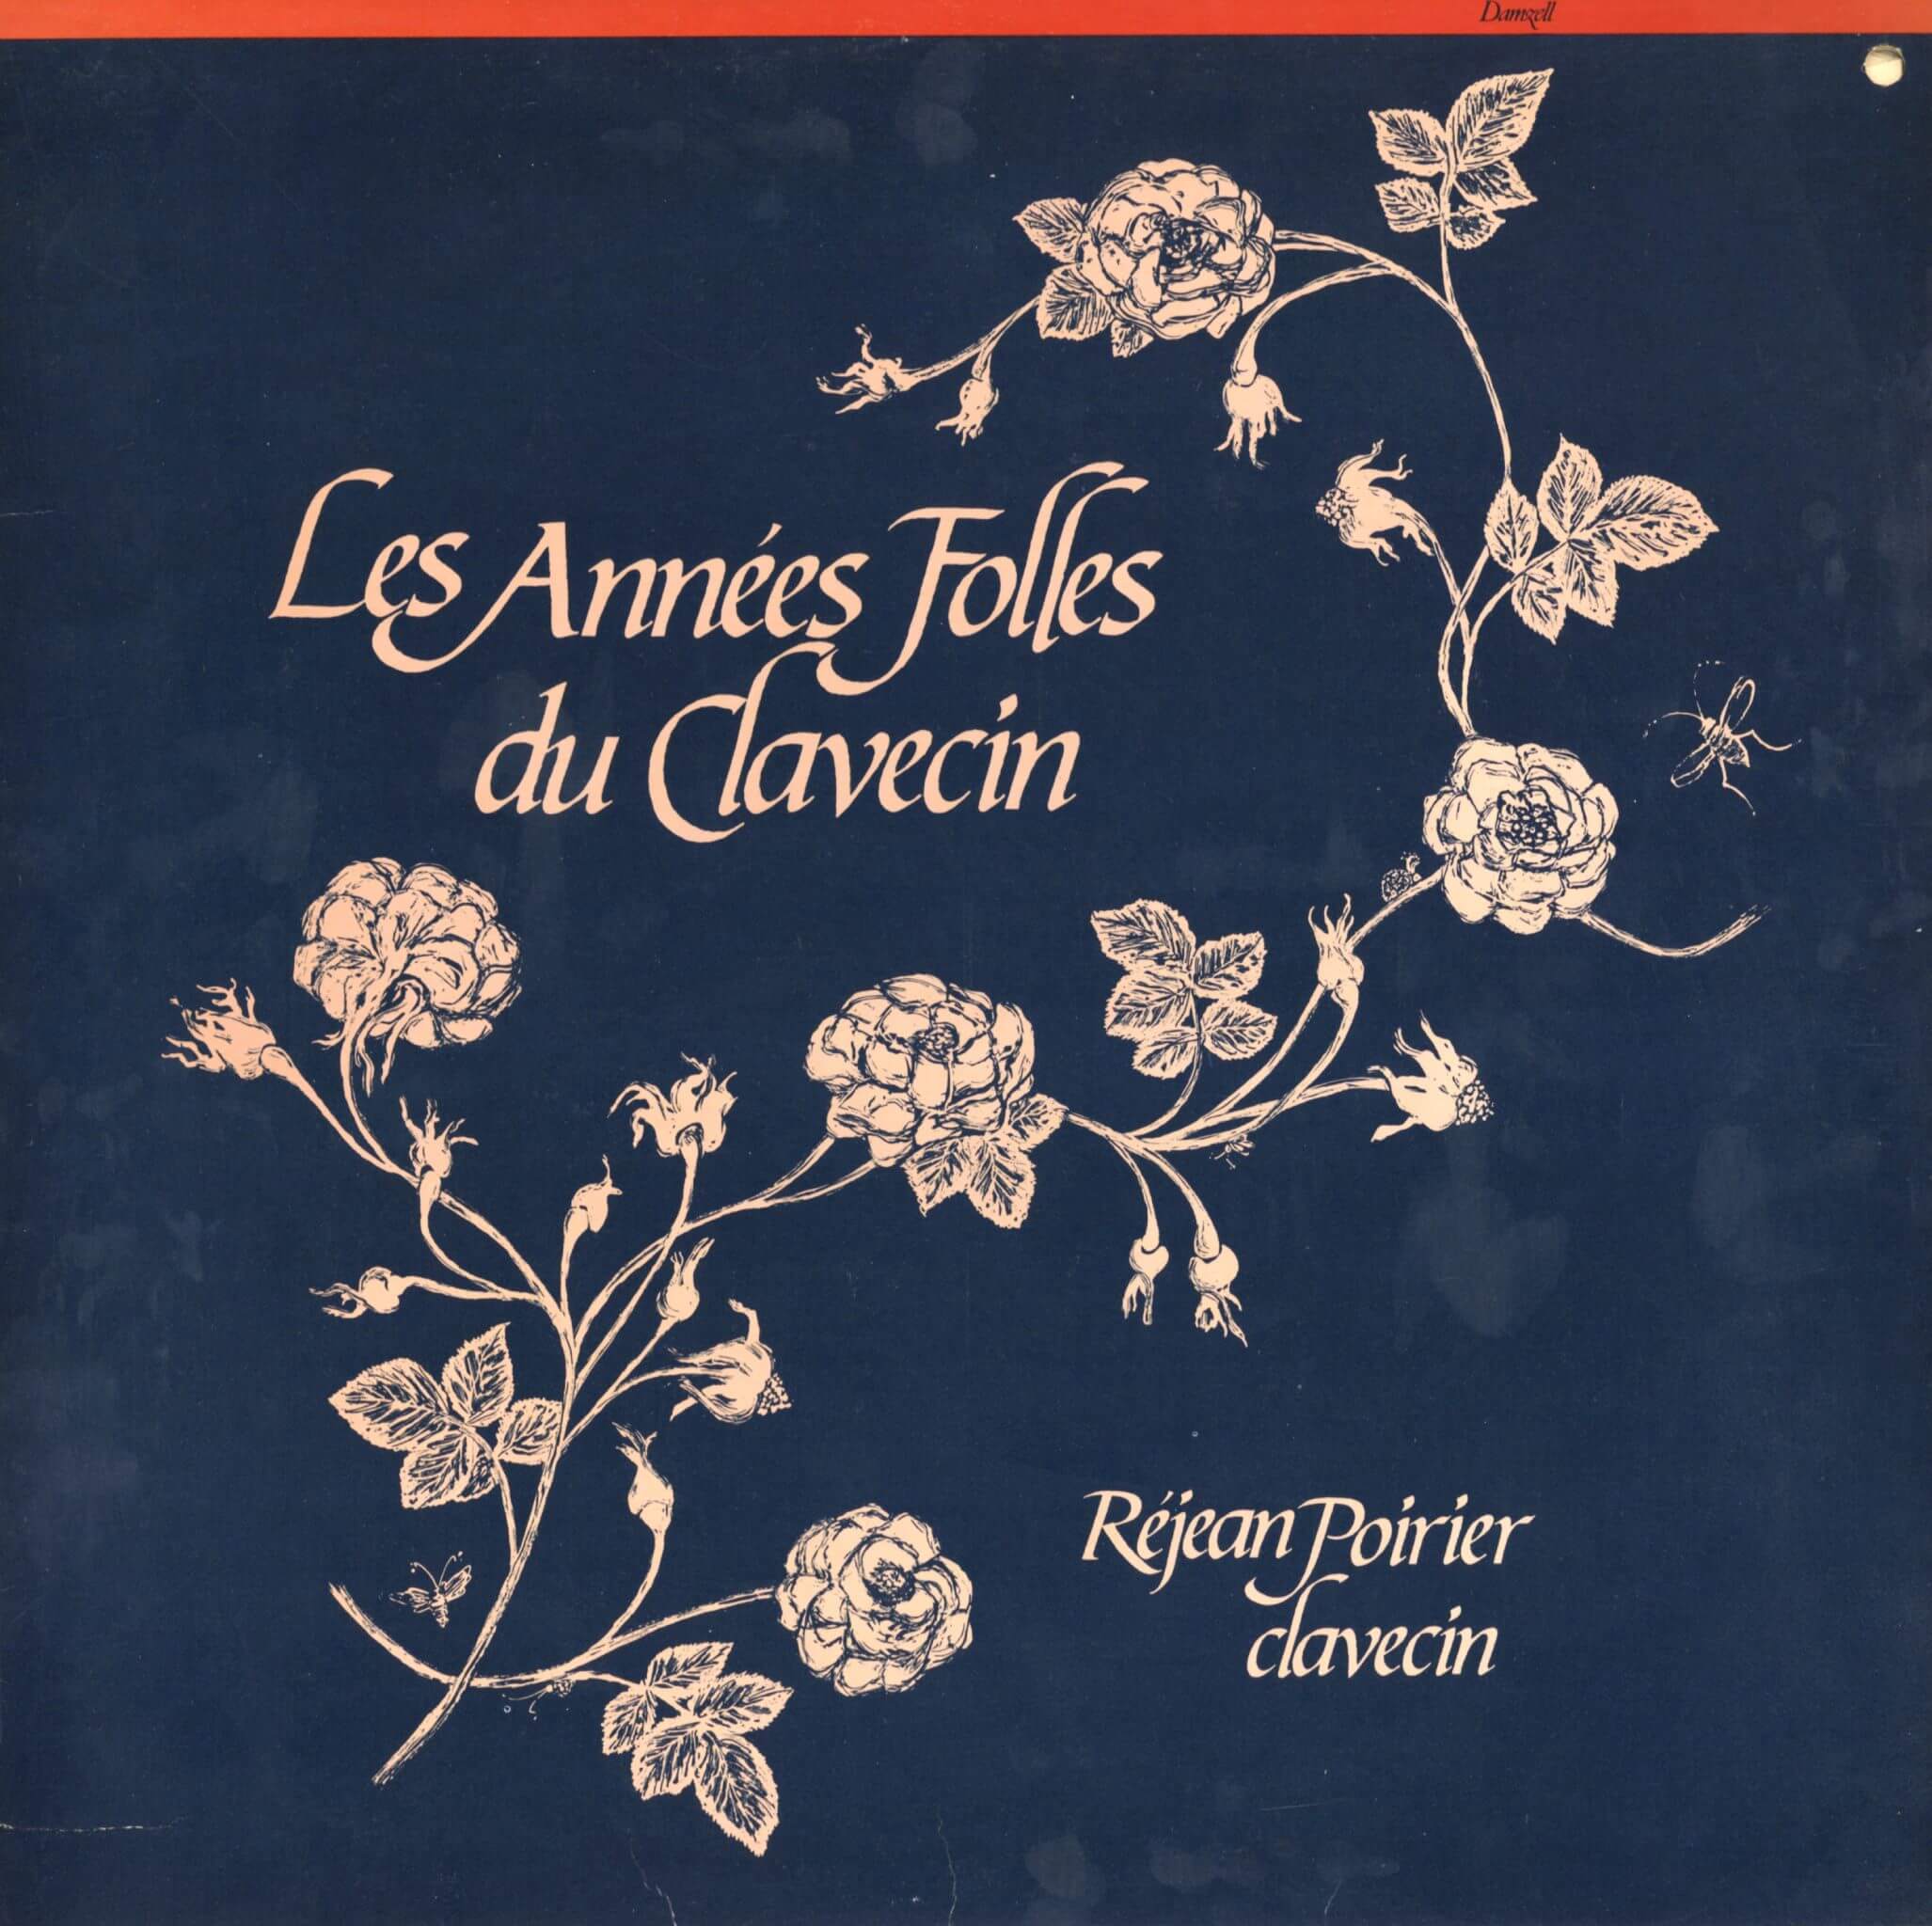 Damzell
Les Années Folles
du Clavecin
Réjean Poirier
clavecin